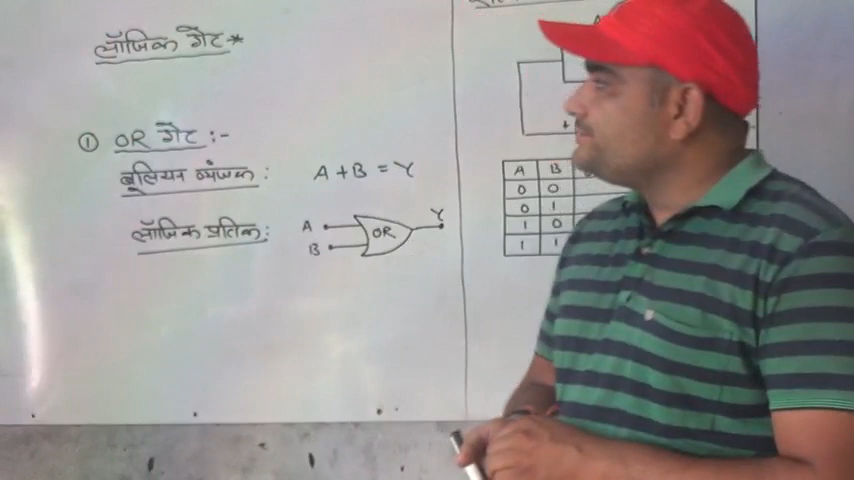 लॉजिक गेट*
① OR गेट :-
बूलियन व्यंजक : A + B = Y
लॉजिक प्रतिक : A B OR Y
A B
0 0
0 1
1 0
1 1
+